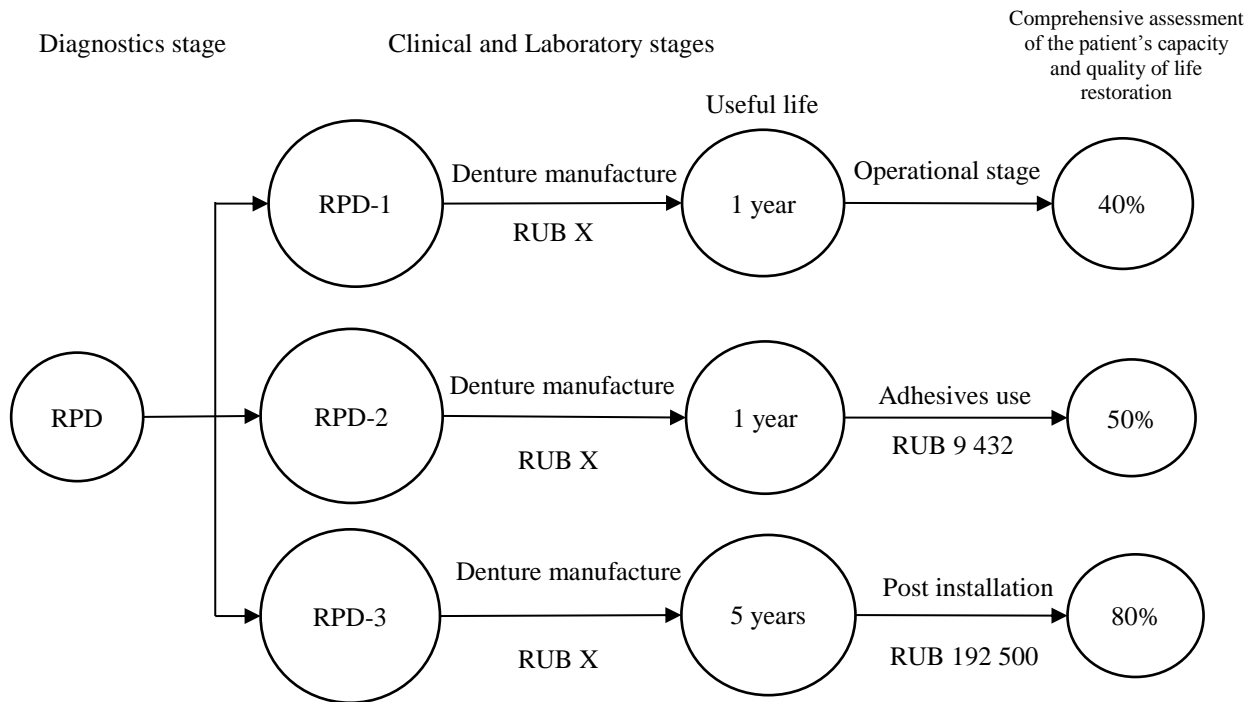 Diagnostics stage
Clinical and Laboratory stages
Comprehensive assessment
of the patient’s capacity
and quality of life
restoration
Useful life
RPD-1
Denture manufacture
RUB X
1 year
Operational stage
40%
RPD
RPD-2
Denture manufacture
RUB X
1 year
Adhesives use
RUB 9 432
50%
RPD-3
Denture manufacture
RUB X
5 years
Post installation
RUB 192 500
80%